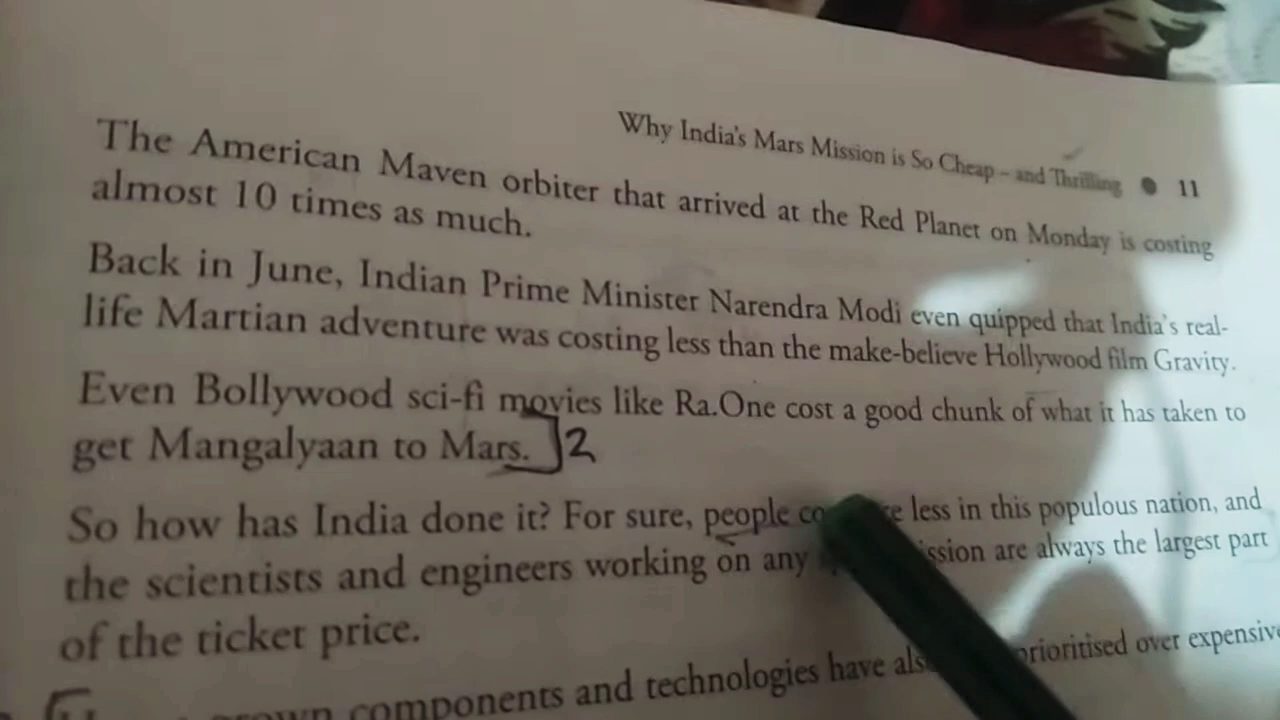 Why India's Mars Mission is So Cheap – and Thrilling ● 11
The American Maven orbiter that arrived at the Red Planet on Monday is costing
almost 10 times as much.
Back in June, Indian Prime Minister Narendra Modi even quipped that India's real-
life Martian adventure was costing less than the make-believe Hollywood film Gravity.
Even Bollywood sci-fi movies like Ra.One cost a good chunk of what it has taken to
get Mangalyaan to Mars. ]2
So how has India done it? For sure, people less in this populous nation, and
the scientists and engineers working on any are always the largest part
of the ticket price.
components and technologies have prioritised over expensive